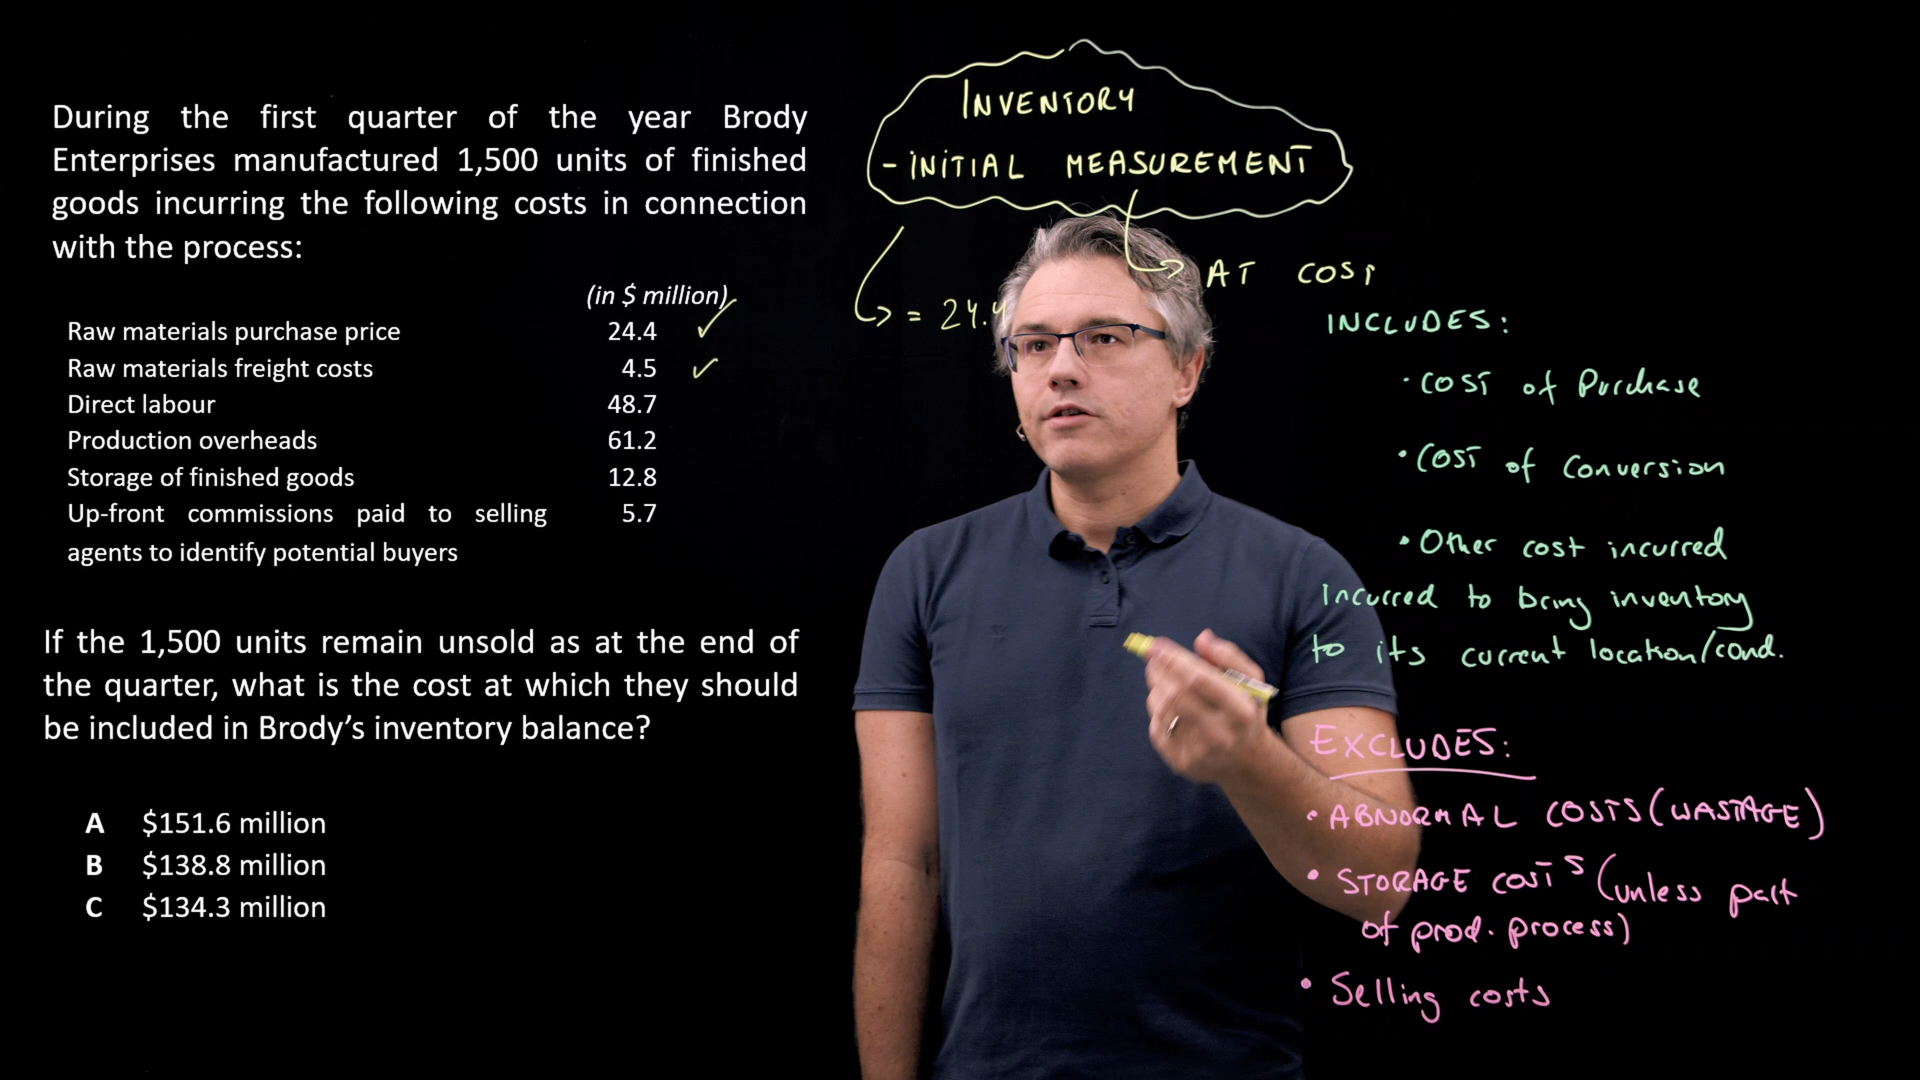 During the first quarter of the year Brody
Enterprises manufactured 1,500 units of finished
goods incurring the following costs in connection
with the process:
(in $ million)
Raw materials purchase price 24.4 ✓
Raw materials freight costs 4.5 ✓
Direct labour 48.7
Production overheads 61.2
Storage of finished goods 12.8
Up-front commissions paid to selling 5.7
agents to identify potential buyers
If the 1,500 units remain unsold as at the end of
the quarter, what is the cost at which they should
be included in Brody’s inventory balance?
A $151.6 million
B $138.8 million
C $134.3 million
INVENTORY
- INITIAL MEASUREMENT
= 24.4
AT COST
INCLUDES:
· COST of Purchase
· COST of Conversion
· Other cost incurred
incurred to bring inventory
to its current location/cond.
EXCLUDES:
· ABNORMAL COSTS (WASTAGE)
· STORAGE COSTS (unless part
of prod. process)
· Selling costs